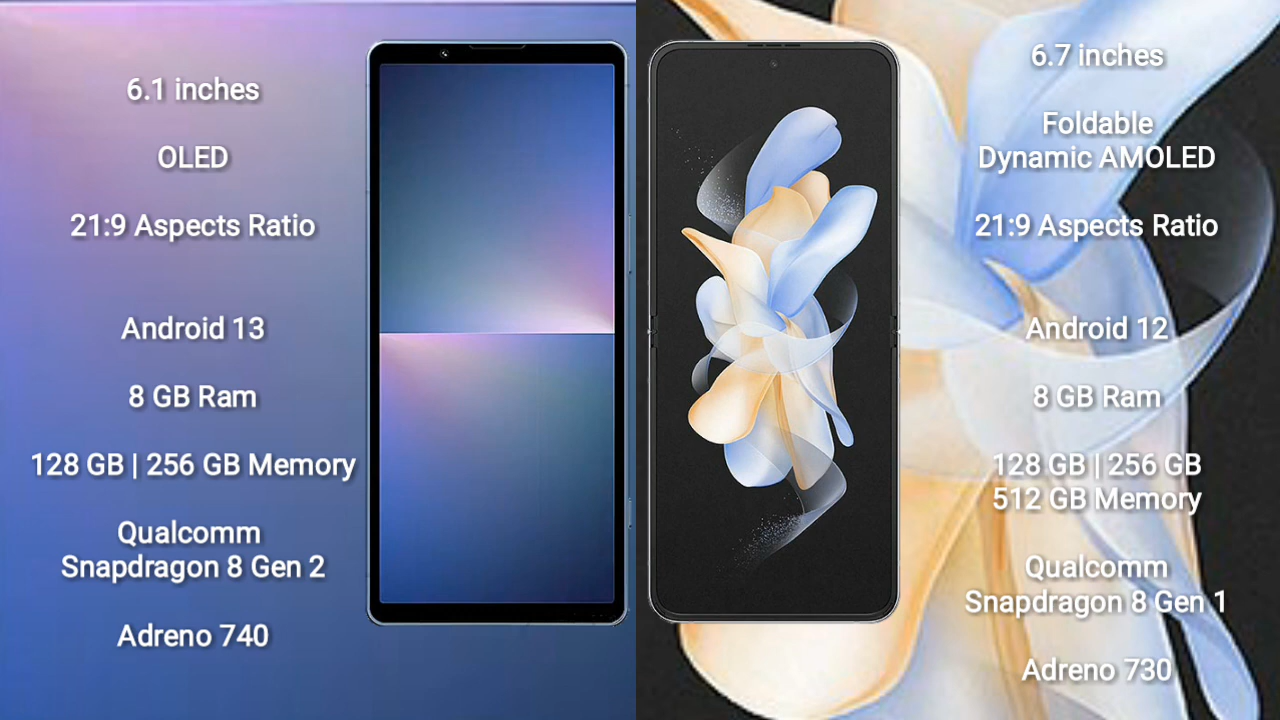 6.1 inches
OLED
21:9 Aspects Ratio
Android 13
8 GB Ram
128 GB | 256 GB Memory
Qualcomm
Snapdragon 8 Gen 2
Adreno 740
6.7 inches
Foldable
Dynamic AMOLED
21:9 Aspects Ratio
Android 12
8 GB Ram
128 GB | 256 GB
512 GB Memory
Qualcomm
Snapdragon 8 Gen 1
Adreno 730